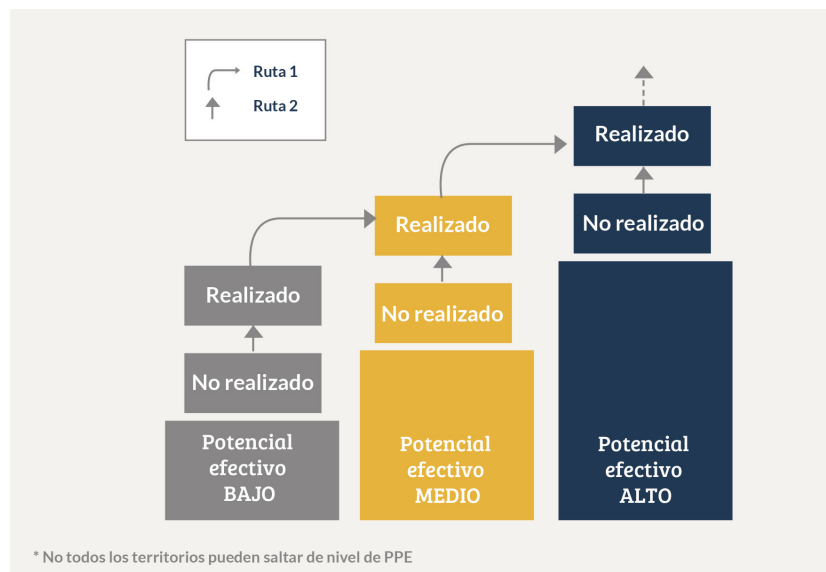 Ruta 1
Ruta 2
Realizado
No realizado
Potencial
efectivo
BAJO
Realizado
No realizado
Potencial
efectivo
MEDIO
Realizado
No realizado
Potencial
efectivo
ALTO
* No todos los territorios pueden saltar de nivel de PPE